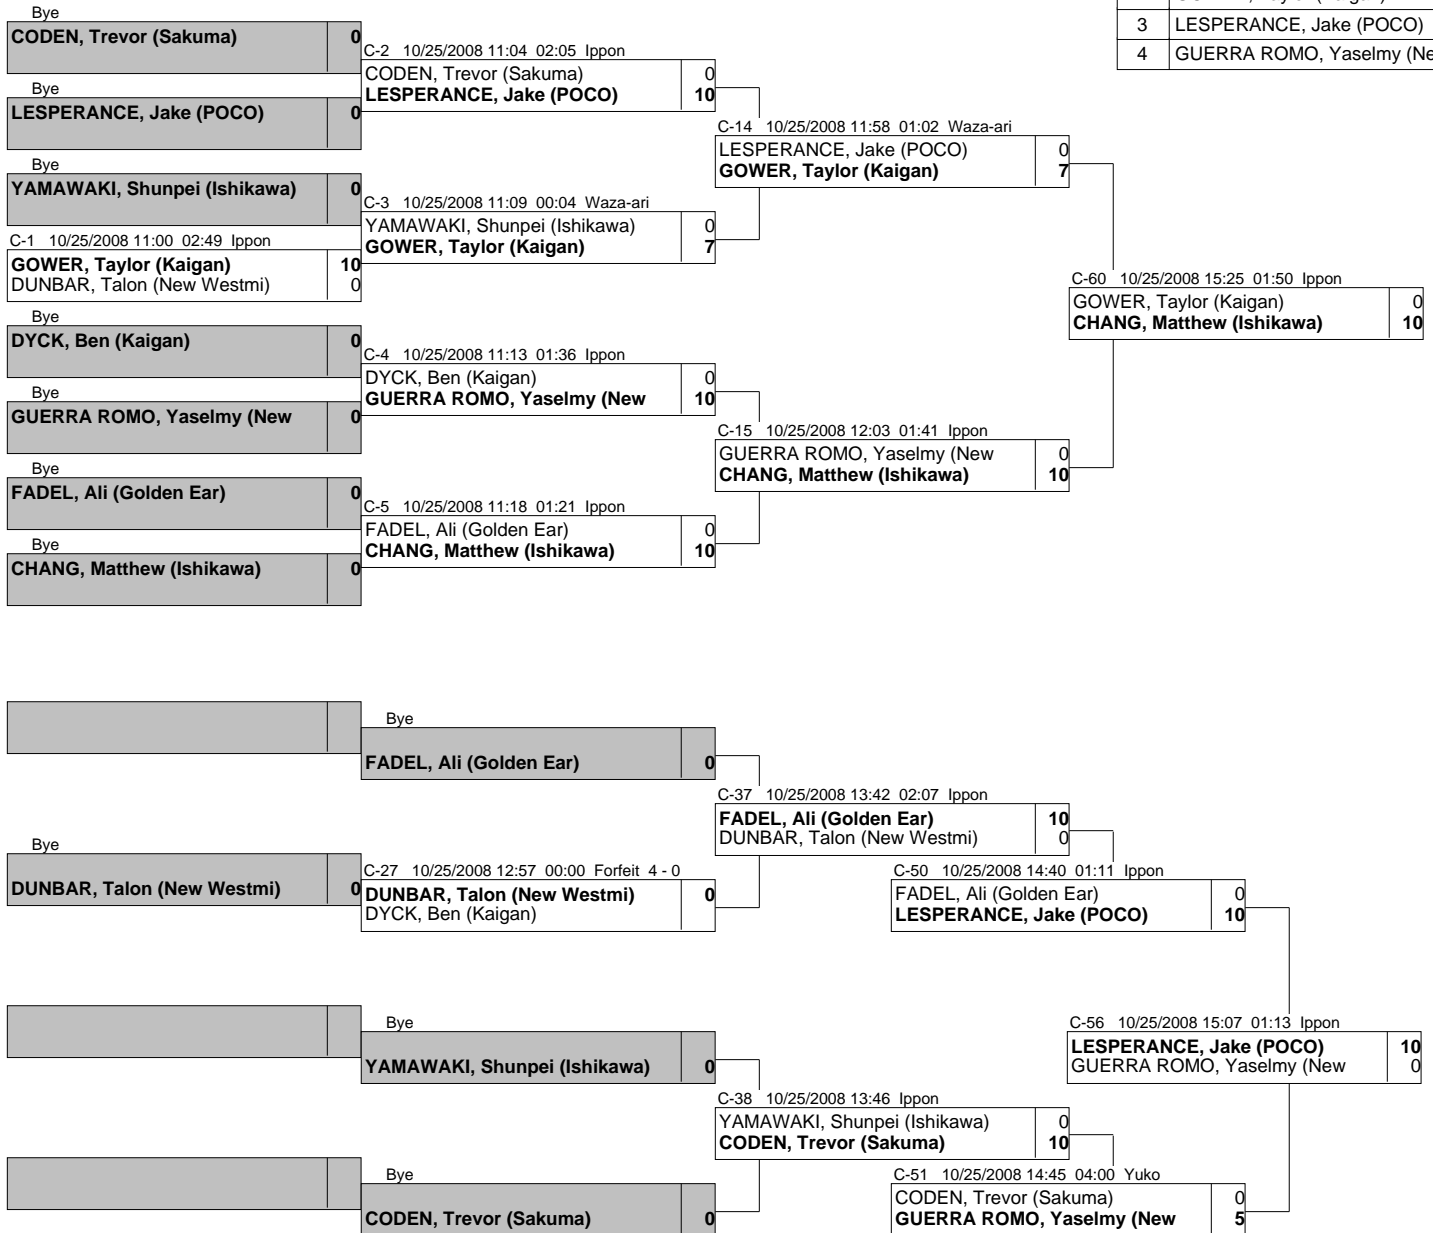 3 LESPERANCE, Jake (POCO)
4 GUERRA ROMO, Yaselmy (Ne
Bye
CODEN, Trevor (Sakuma) 0
Bye
LESPERANCE, Jake (POCO) 0
Bye
YAMAWAKI, Shunpei (Ishikawa) 0
C-1 10/25/2008 11:00 02:49 Ippon
GOWER, Taylor (Kaigan) 10
DUNBAR, Talon (New Westmi) 0
Bye
DYCK, Ben (Kaigan) 0
Bye
GUERRA ROMO, Yaselmy (New 0
Bye
FADEL, Ali (Golden Ear) 0
Bye
CHANG, Matthew (Ishikawa) 0
C-2 10/25/2008 11:04 02:05 Ippon
CODEN, Trevor (Sakuma) 0
LESPERANCE, Jake (POCO) 10
C-3 10/25/2008 11:09 00:04 Waza-ari
YAMAWAKI, Shunpei (Ishikawa) 0
GOWER, Taylor (Kaigan) 7
C-4 10/25/2008 11:13 01:36 Ippon
DYCK, Ben (Kaigan) 0
GUERRA ROMO, Yaselmy (New 10
C-5 10/25/2008 11:18 01:21 Ippon
FADEL, Ali (Golden Ear) 0
CHANG, Matthew (Ishikawa) 10
C-14 10/25/2008 11:58 01:02 Waza-ari
LESPERANCE, Jake (POCO) 0
GOWER, Taylor (Kaigan) 7
C-15 10/25/2008 12:03 01:41 Ippon
GUERRA ROMO, Yaselmy (New 0
CHANG, Matthew (Ishikawa) 10
C-60 10/25/2008 15:25 01:50 Ippon
GOWER, Taylor (Kaigan) 0
CHANG, Matthew (Ishikawa) 10
Bye
FADEL, Ali (Golden Ear) 0
Bye
DUNBAR, Talon (New Westmi) 0
C-27 10/25/2008 12:57 00:00 Forfeit 4 - 0
DUNBAR, Talon (New Westmi) 0
DYCK, Ben (Kaigan)
C-37 10/25/2008 13:42 02:07 Ippon
FADEL, Ali (Golden Ear) 10
DUNBAR, Talon (New Westmi) 0
C-50 10/25/2008 14:40 01:11 Ippon
FADEL, Ali (Golden Ear) 0
LESPERANCE, Jake (POCO) 10
Bye
YAMAWAKI, Shunpei (Ishikawa) 0
Bye
CODEN, Trevor (Sakuma) 0
C-38 10/25/2008 13:46 Ippon
YAMAWAKI, Shunpei (Ishikawa) 0
CODEN, Trevor (Sakuma) 10
C-51 10/25/2008 14:45 04:00 Yuko
CODEN, Trevor (Sakuma) 0
GUERRA ROMO, Yaselmy (New 5
C-56 10/25/2008 15:07 01:13 Ippon
LESPERANCE, Jake (POCO) 10
GUERRA ROMO, Yaselmy (New 0